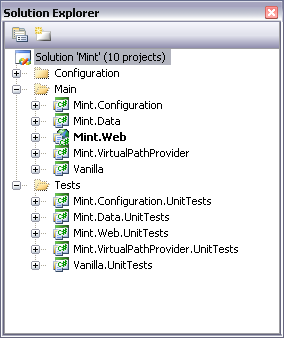 Solution Explorer
Solution 'Mint' (10 projects)
Configuration
Main
Mint.Configuration
Mint.Data
Mint.Web
Mint.VirtualPathProvider
Vanilla
Tests
Mint.Configuration.UnitTests
Mint.Data.UnitTests
Mint.Web.UnitTests
Mint.VirtualPathProvider.UnitTests
Vanilla.UnitTests